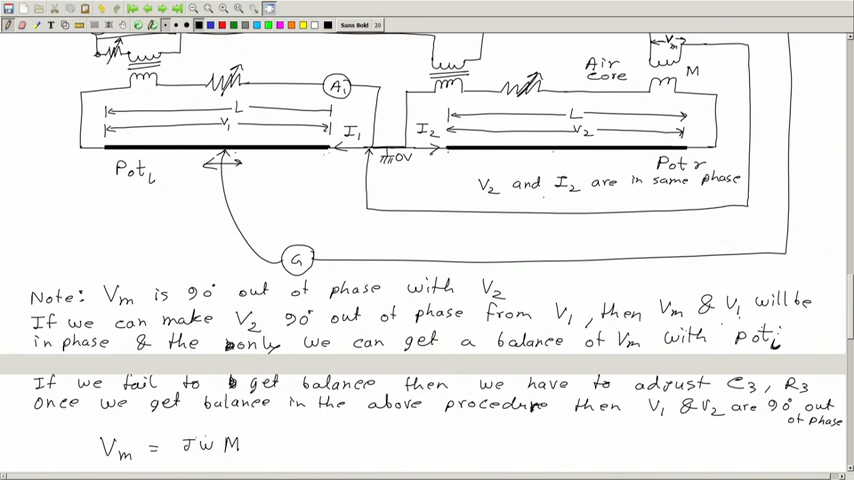 Sans Bold 20
Vm
Air
core
M
A1
L
V1
I1
I2
L
V2
0V
Poti
Pot r
V2 and I2 are in same phase
G
Note: Vm is 90° out of phase with V2
If we can make V2 90° out of phase from V1, then Vm & V1 will be
in phase & the only we can get a balance of Vm with poti
If we fail to get balance then we have to adjust C3, R3
Once we get balance in the above procedure then V1 & V2 are 90° out
of phase
Vm = Jω M